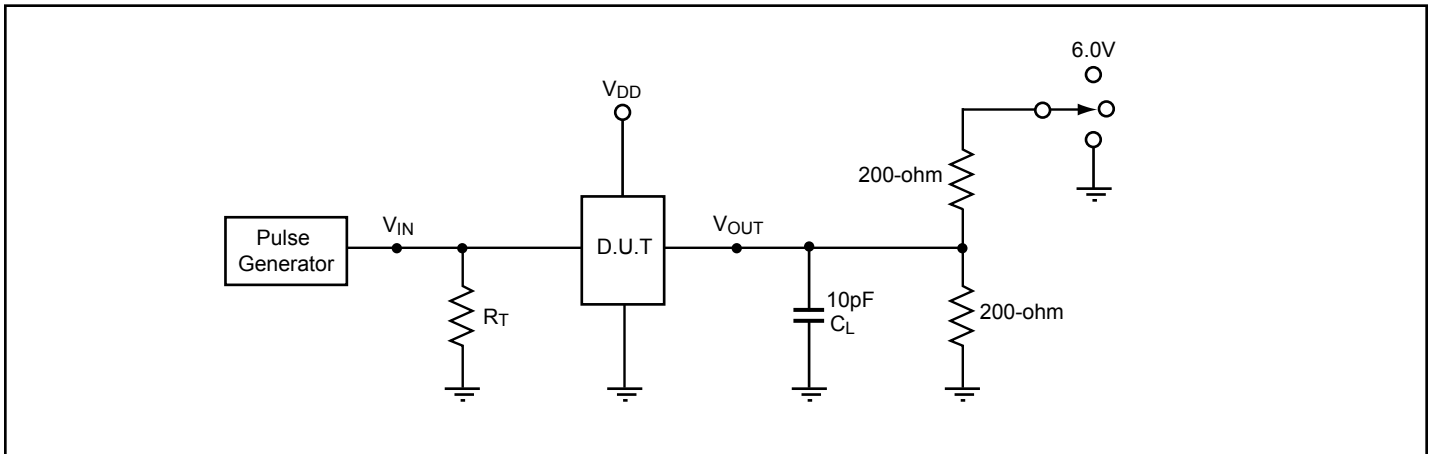 6.0V
VDD
200-ohm
Pulse
Generator
VIN
D.U.T
VOUT
RT
10pF
CL
200-ohm